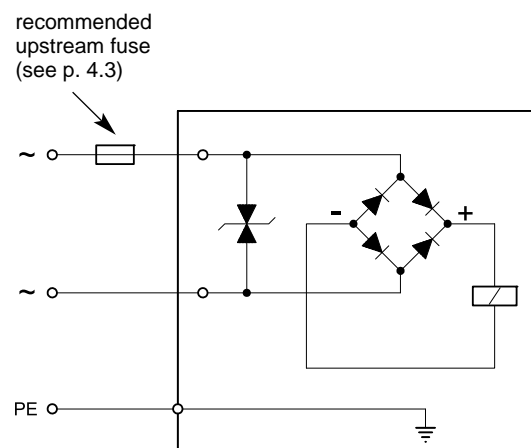 recommended
upstream fuse
(see p. 4.3)
~
- +
~
PE